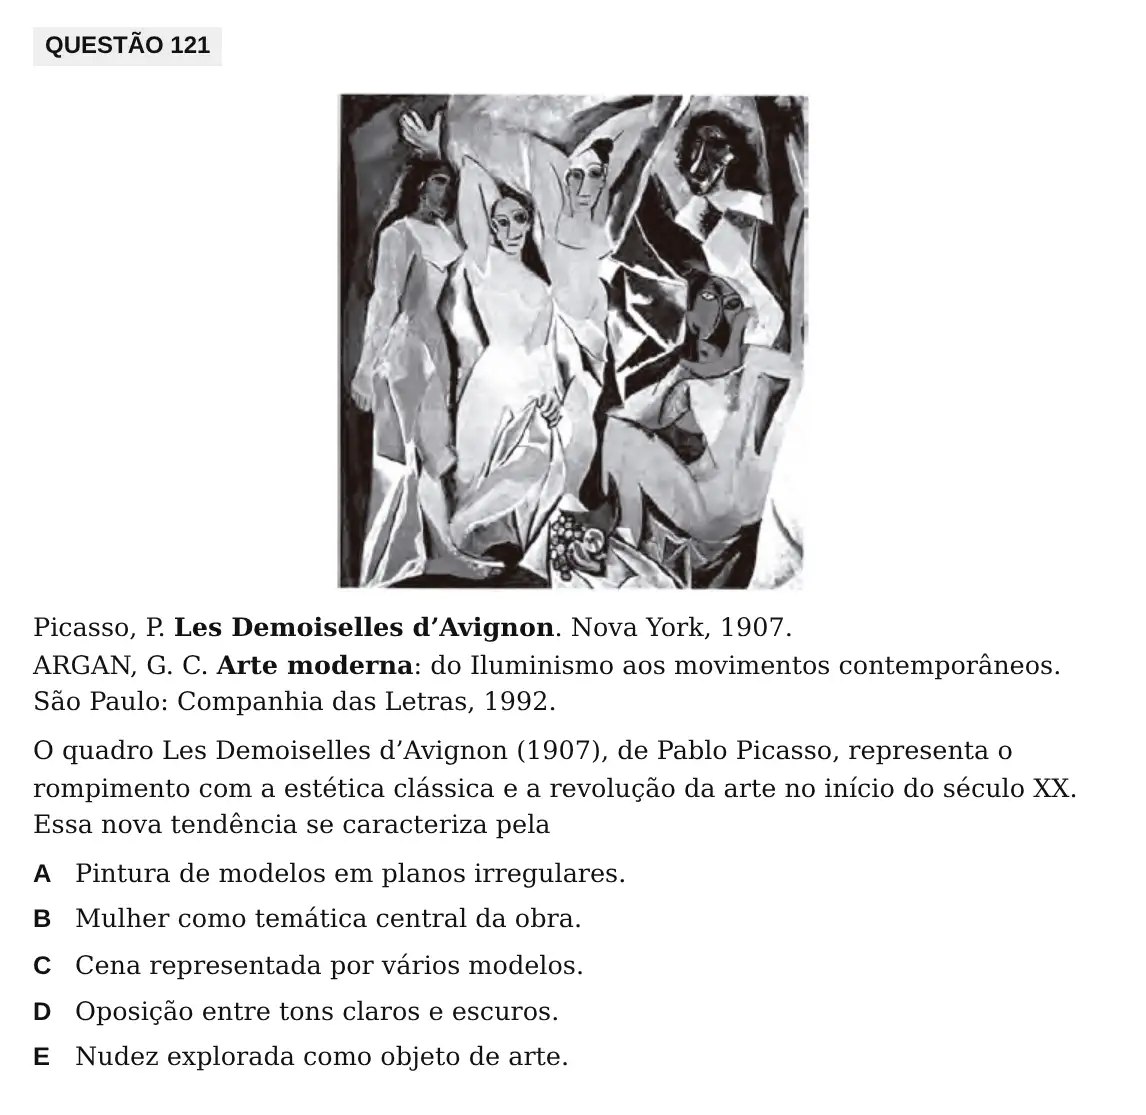 QUESTÃO 121
Picasso, P. Les Demoiselles d’Avignon. Nova York, 1907.
ARGAN, G. C. Arte moderna: do Iluminismo aos movimentos contemporâneos.
São Paulo: Companhia das Letras, 1992.
O quadro Les Demoiselles d’Avignon (1907), de Pablo Picasso, representa o
rompimento com a estética clássica e a revolução da arte no início do século XX.
Essa nova tendência se caracteriza pela
A Pintura de modelos em planos irregulares.
B Mulher como temática central da obra.
C Cena representada por vários modelos.
D Oposição entre tons claros e escuros.
E Nudez explorada como objeto de arte.